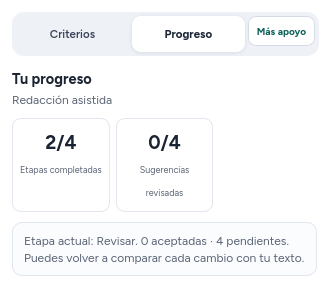 Criterios
Progreso
Más apoyo
Tu progreso
Redacción asistida
2/4
Etapas completadas
0/4
Sugerencias
revisadas
Etapa actual: Revisar. 0 aceptadas · 4 pendientes.
Puedes volver a comparar cada cambio con tu texto.